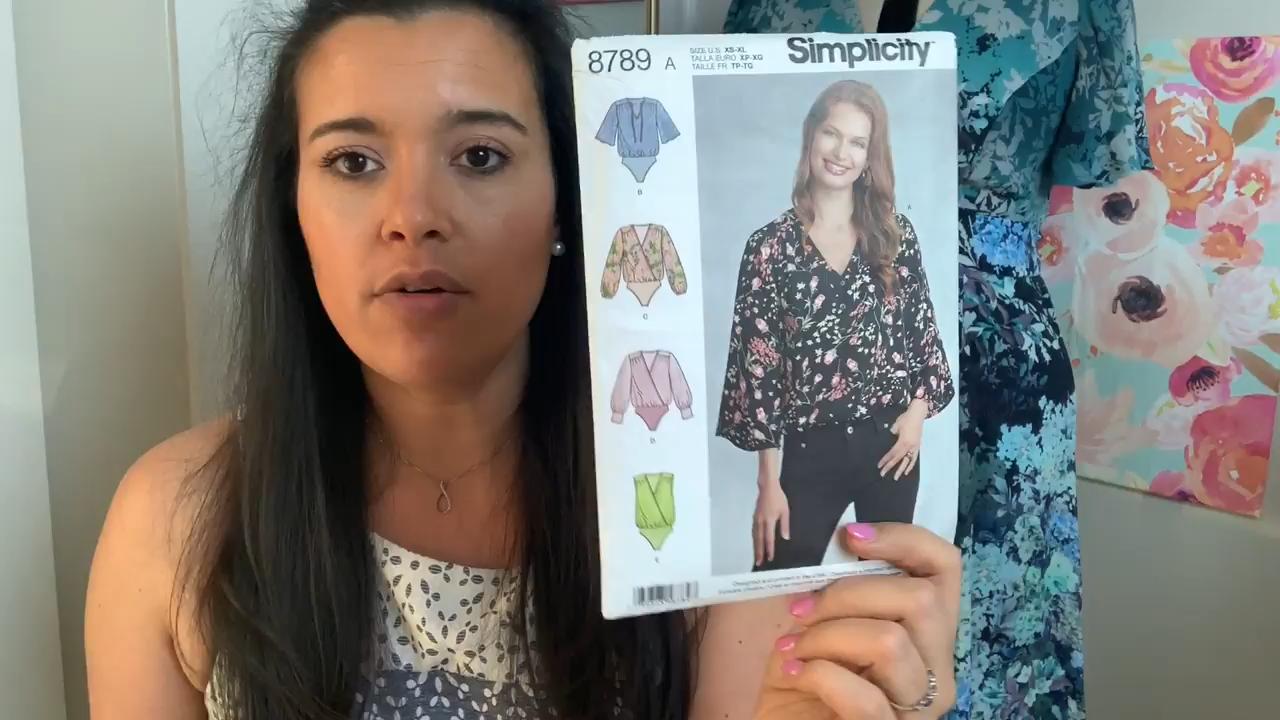 8789 A
SIZE U.S. XS-XL
TALLA EURO XP-XG
TAILLE FR. TP-TG
Simplicity
A
B
C
D
E